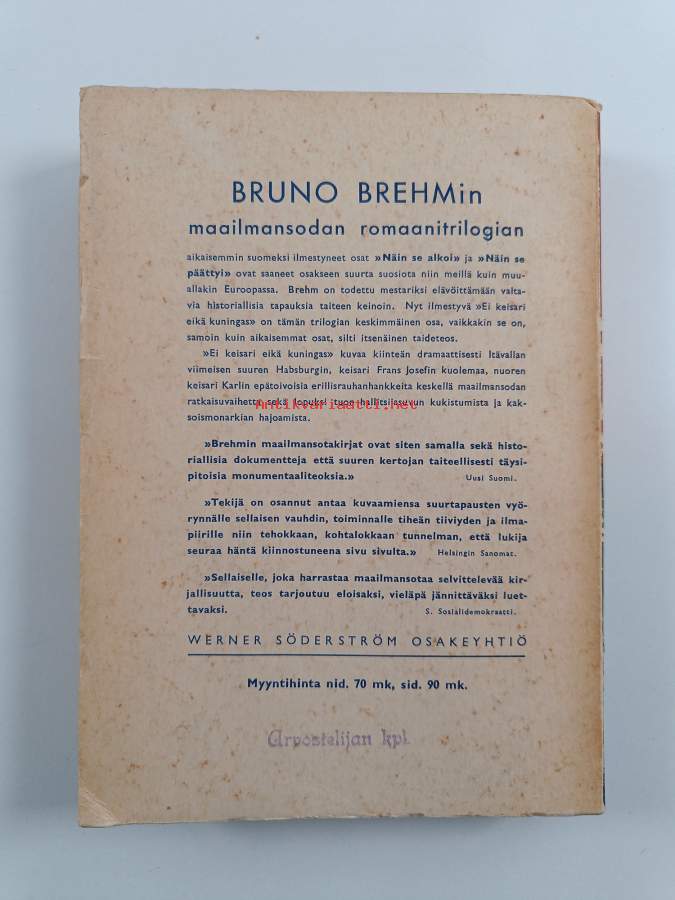 BRUNO BREHMin
maailmansodan romaanitrilogian
aikaisemmin suomeksi ilmestyneet osat »Näin se alkoi» ja »Näin se
päättyi» ovat saaneet osakseen suurta suosiota niin meillä kuin muu-
allakin Euroopassa. Brehm on todettu mestariksi elävöittämään valta-
via historiallisia tapauksia taiteen keinoin. Nyt ilmestyvä »Ei keisari
eikä kuningas» on tämän trilogian keskimmäinen osa, vaikkakin se on,
samoin kuin aikaisemmat osat, silti itsenäinen taideteos.
»Ei keisari eikä kuningas» kuvaa kiinteän dramaattisesti Itävallan
viimeisen suuren Habsburgin, keisari Frans Josefin kuolemaa, nuoren
keisari Karlin epätoivoisia erillisrauhanhankkeita keskellä maailmansodan
ratkaisuvaihetta sekä lopuksi tuon hallitsijasuvun kukistumista ja kak-
Antikvariaatti.net
soismonarkian hajoamista.
»Brehmin maailmansotakirjat ovat siten samalla sekä histo-
riallisia dokumentteja että suuren kertojan taiteellisesti täysi-
pitoisia monumentaaliteoksia.» Uusi Suomi.
»Tekijä on osannut antaa kuvaamiensa suurtapausten vyö-
rynnälle sellaisen vauhdin, toiminnalle tiheän tiiviyden ja ilma-
piirille niin tehokkaan, kohtalokkaan tunnelman, että lukija
seuraa häntä kiinnostuneena sivu sivulta.» Helsingin Sanomat.
»Sellaiselle, joka harrastaa maailmansotaa selvittelevää kir-
jallisuutta, teos tarjoutuu eloisaksi, vieläpä jännittäväksi luet-
tavaksi. S. Sosialidemokraatti.
WERNER SÖDERSTRÖM OSAKEYHTIÖ
Myyntihinta nid. 70 mk, sid. 90 mk.
Arvostelijan kpl.